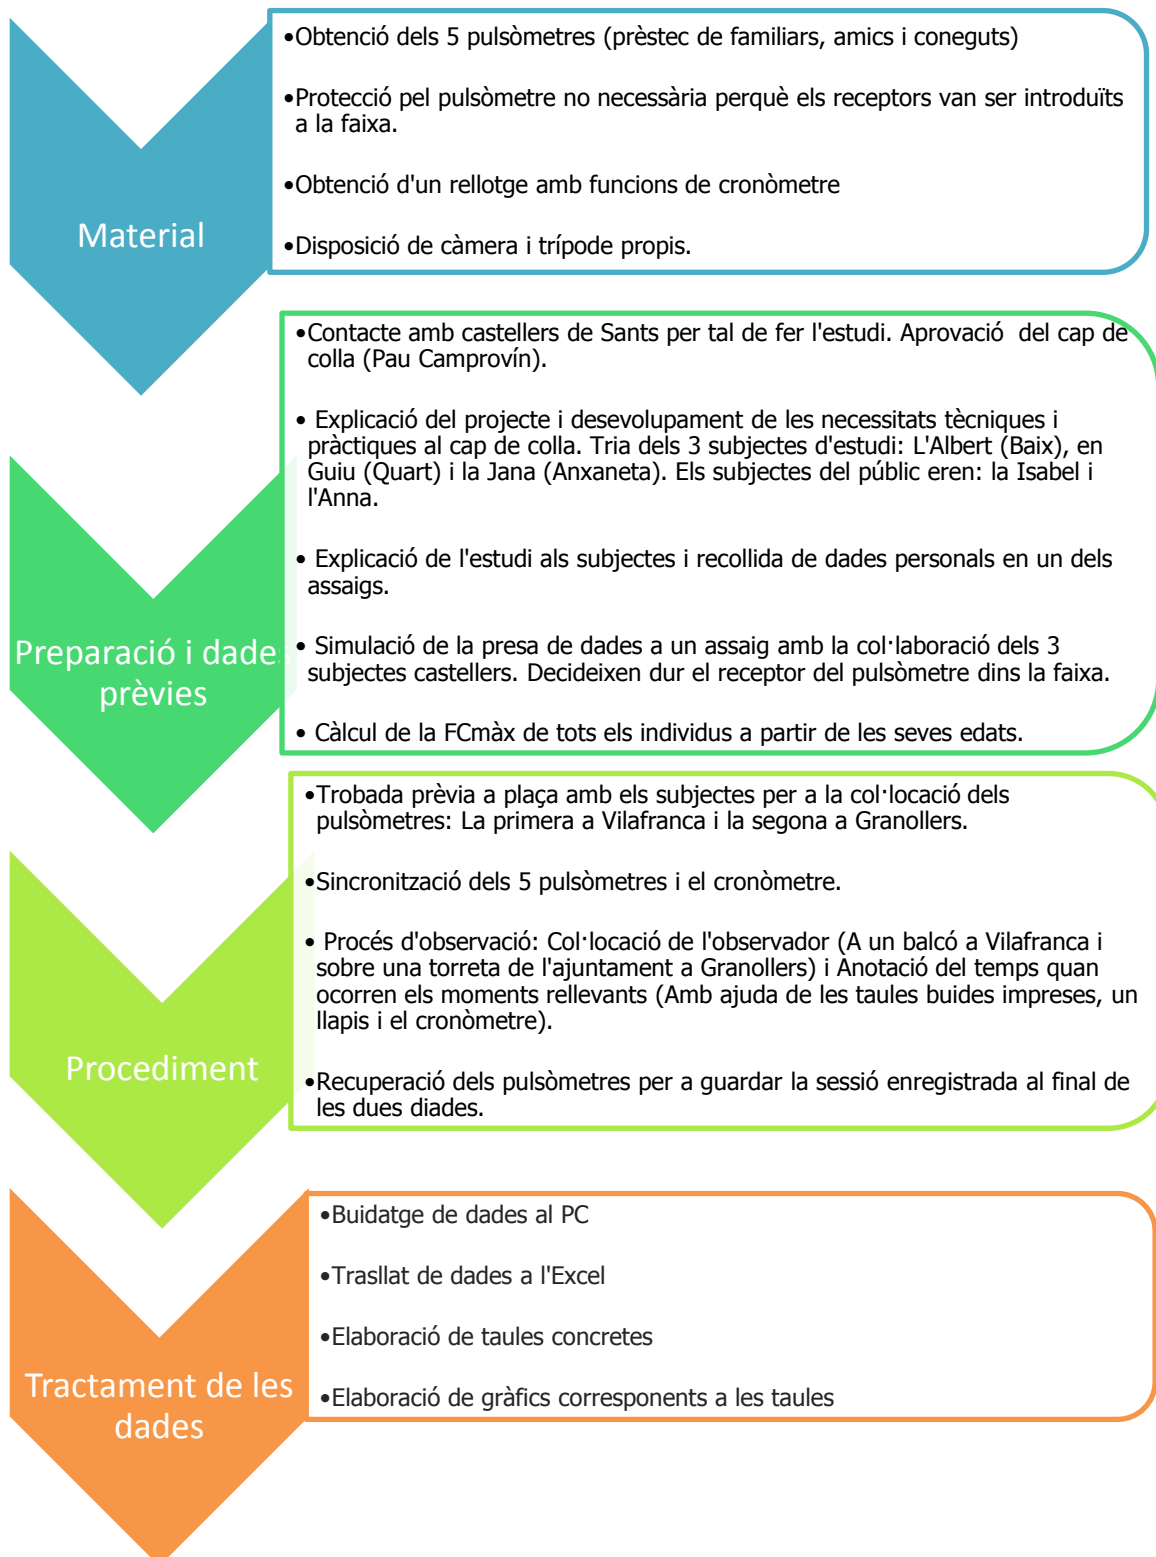 Material
•Obtenció dels 5 pulsòmetres (prèstec de familiars, amics i coneguts)
•Protecció pel pulsòmetre no necessària perquè els receptors van ser introduïts
a la faixa.
•Obtenció d'un rellotge amb funcions de cronòmetre
•Disposició de càmera i trípode propis.
Preparació i dades
prèvies
•Contacte amb castellers de Sants per tal de fer l'estudi. Aprovació  del cap de
colla (Pau Camprovín).
• Explicació del projecte i desevolupament de les necessitats tècniques i
pràctiques al cap de colla. Tria dels 3 subjectes d'estudi: L'Albert (Baix), en
Guiu (Quart) i la Jana (Anxaneta). Els subjectes del públic eren: la Isabel i
l'Anna.
• Explicació de l'estudi als subjectes i recollida de dades personals en un dels
assaigs.
• Simulació de la presa de dades a un assaig amb la col·laboració dels 3
subjectes castellers. Decideixen dur el receptor del pulsòmetre dins la faixa.
• Càlcul de la FCmàx de tots els individus a partir de les seves edats.
Procediment
•Trobada prèvia a plaça amb els subjectes per a la col·locació dels
pulsòmetres: La primera a Vilafranca i la segona a Granollers.
•Sincronització dels 5 pulsòmetres i el cronòmetre.
• Procés d'observació: Col·locació de l'observador (A un balcó a Vilafranca i
sobre una torreta de l'ajuntament a Granollers) i Anotació del temps quan
ocorren els moments rellevants (Amb ajuda de les taules buides impreses, un
llapis i el cronòmetre).
•Recuperació dels pulsòmetres per a guardar la sessió enregistrada al final de
les dues diades.
Tractament de les
dades
•Buidatge de dades al PC
•Trasllat de dades a l'Excel
•Elaboració de taules concretes
•Elaboració de gràfics corresponents a les taules